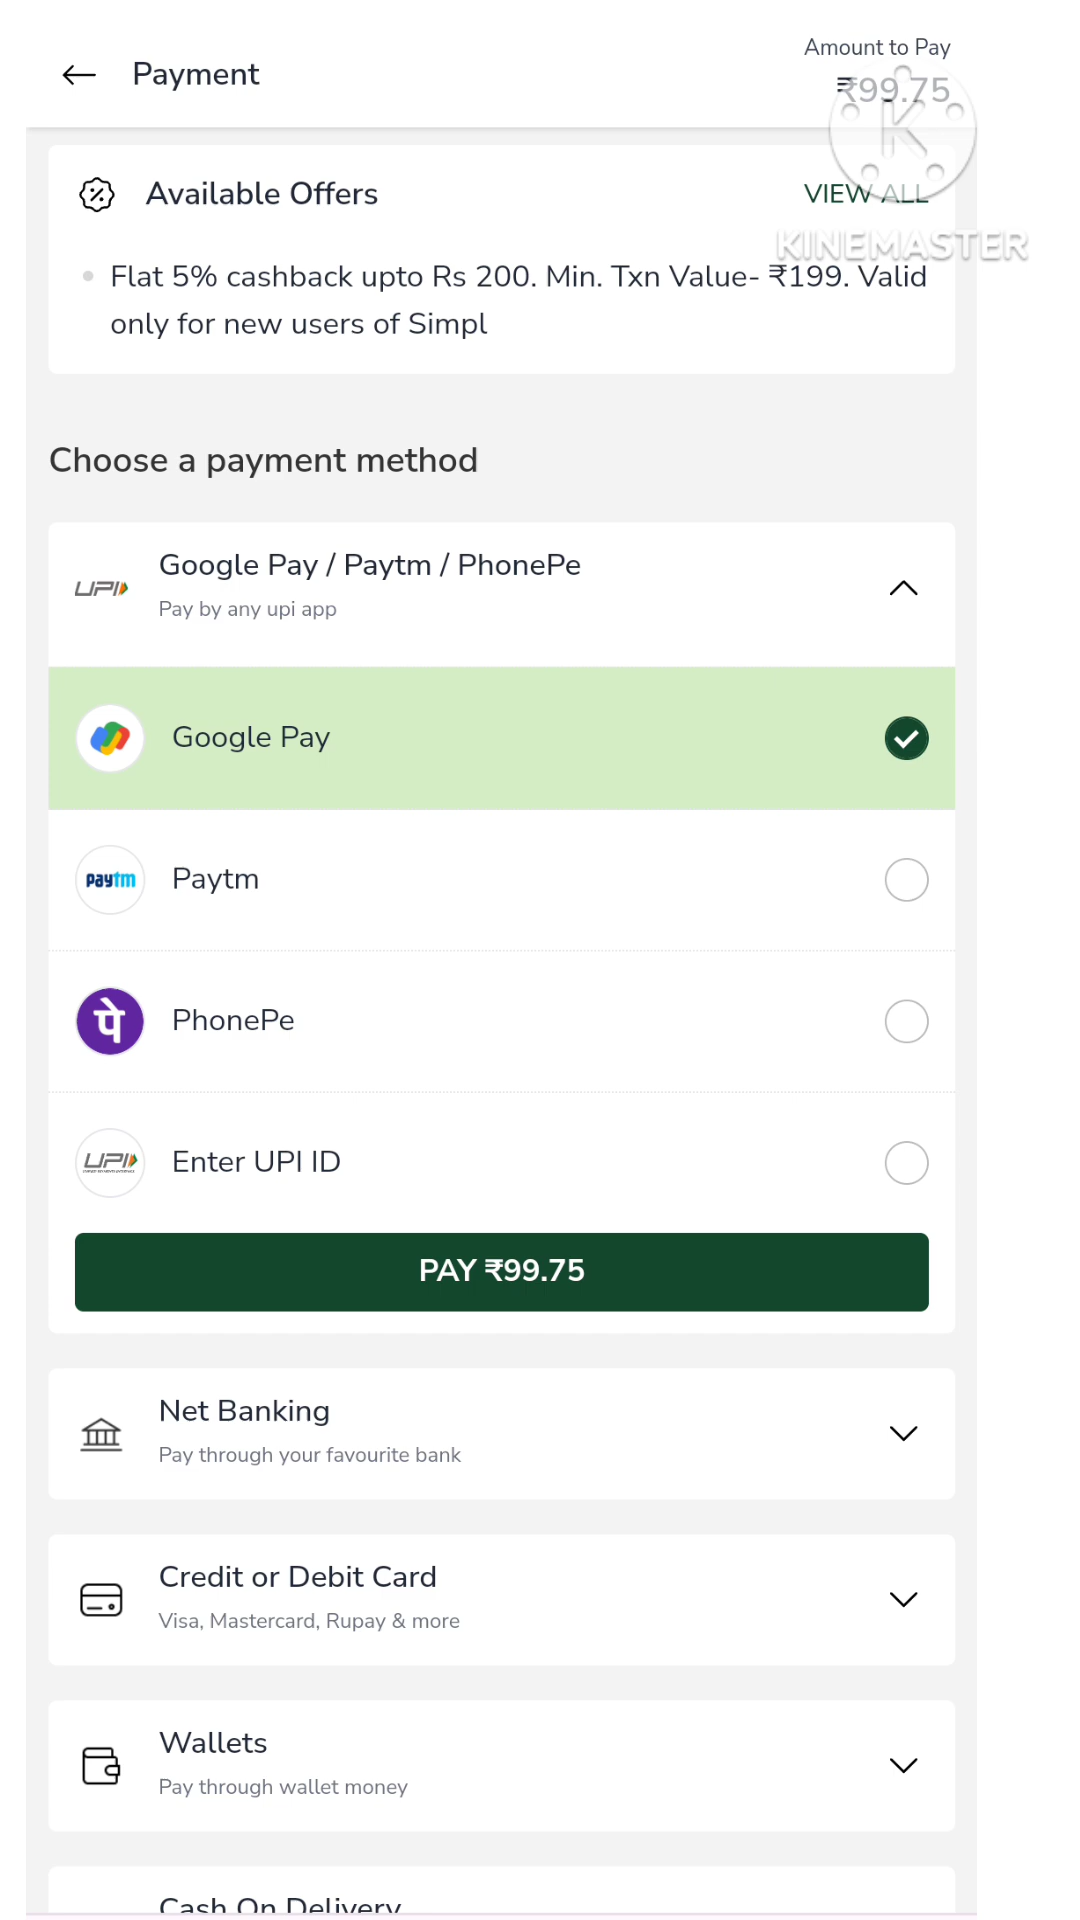 Amount to Pay
Payment
₹99.75
Available Offers
VIEW ALL
KINEMASTER
Flat 5% cashback upto Rs 200. Min. Txn Value- ₹199. Valid
only for new users of Simpl
Choose a payment method
UPI
Google Pay / Paytm / PhonePe
Pay by any upi app
Google Pay
paytm
Paytm
पे
PhonePe
UPI
Enter UPI ID
PAY ₹99.75
Net Banking
Pay through your favourite bank
Credit or Debit Card
Visa, Mastercard, Rupay & more
Wallets
Pay through wallet money
Cash On Delivery